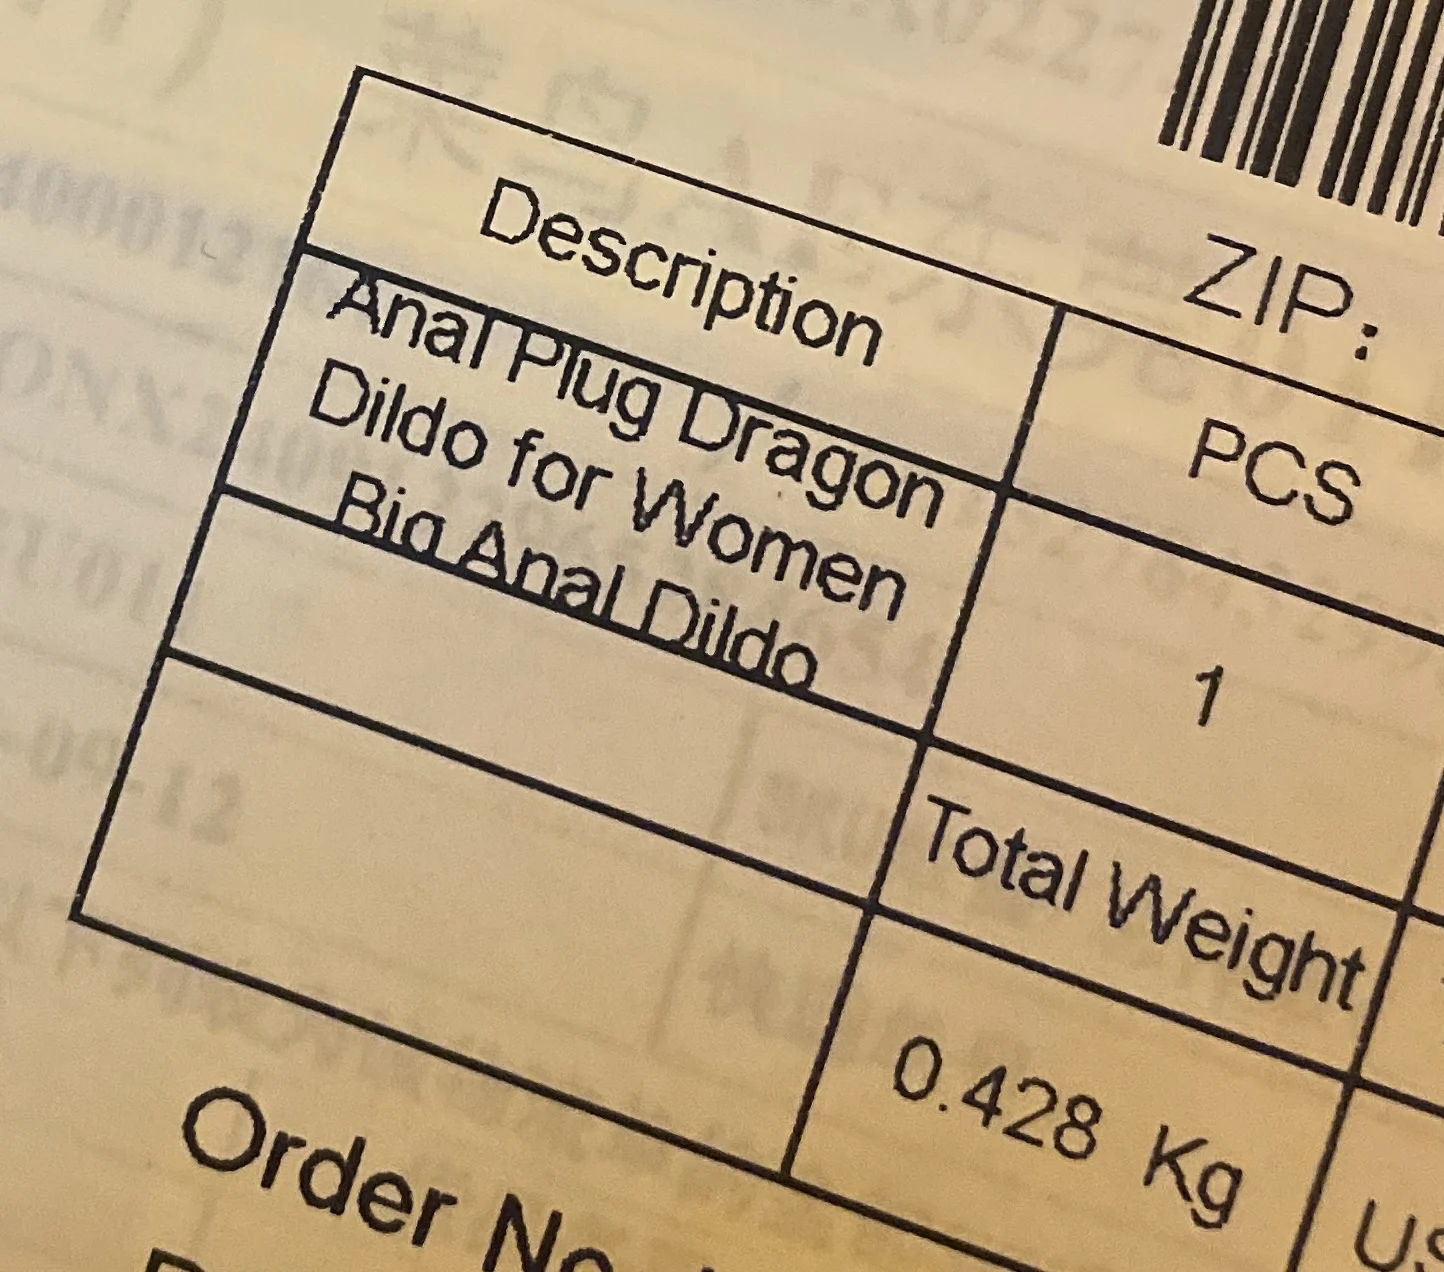 ZIP:
Description
PCS
Anal Plug Dragon
Dildo for Women
Big Anal Dildo
1
Total Weight
0.428 Kg
Order No